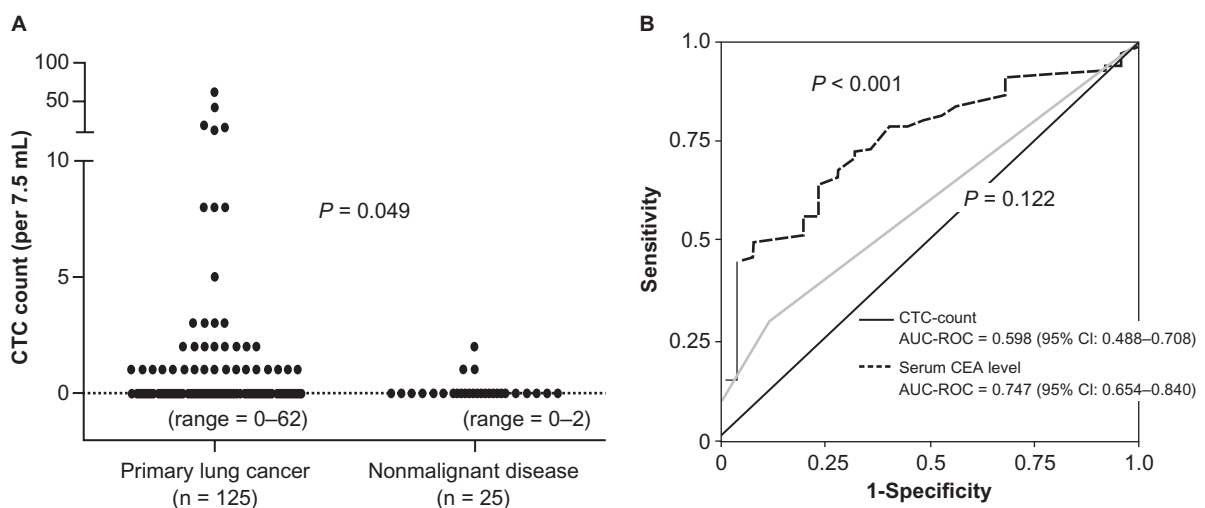 A
CTC count (per 7.5 mL)
100
50
10
5
0
P = 0.049
(range = 0–62)
(range = 0–2)
Primary lung cancer
(n = 125)
Nonmalignant disease
(n = 25)
B
Sensitivity
1.0
0.75
0.5
0.25
0
P < 0.001
P = 0.122
CTC-count
AUC-ROC = 0.598 (95% CI: 0.488–0.708)
Serum CEA level
AUC-ROC = 0.747 (95% CI: 0.654–0.840)
0
0.25
0.5
0.75
1.0
1-Specificity